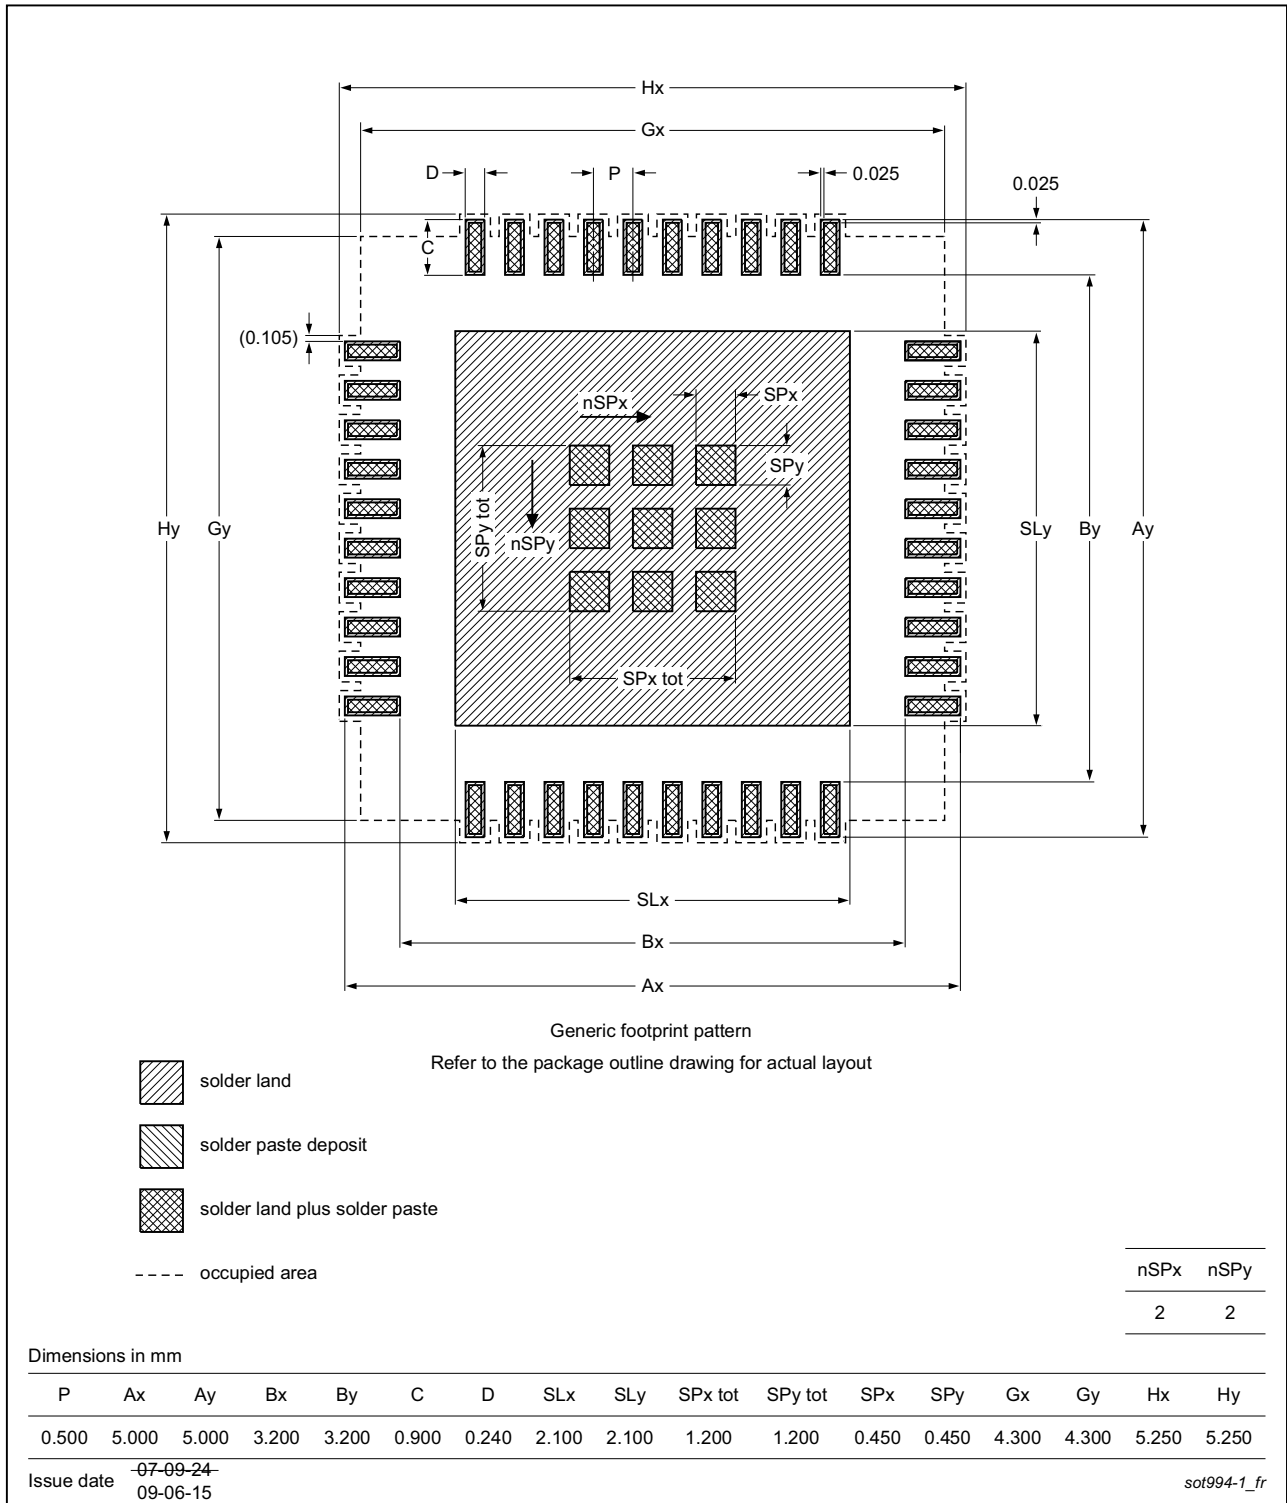 Hx
Gx
D
P
0.025
0.025
C
(0.105)
nSPx
SPx
SPy
SPy tot
nSPy
Hy
Gy
SLy
By
Ay
SPx tot
SLx
Bx
Ax
Generic footprint pattern
Refer to the package outline drawing for actual layout
solder land
solder paste deposit
solder land plus solder paste
occupied area
nSPx nSPy
2 2
Dimensions in mm
P Ax Ay Bx By C D SLx SLy SPx tot SPy tot SPx SPy Gx Gy Hx Hy
0.500 5.000 5.000 3.200 3.200 0.900 0.240 2.100 2.100 1.200 1.200 0.450 0.450 4.300 4.300 5.250 5.250
Issue date 07-09-24
09-06-15
sot994-1_fr